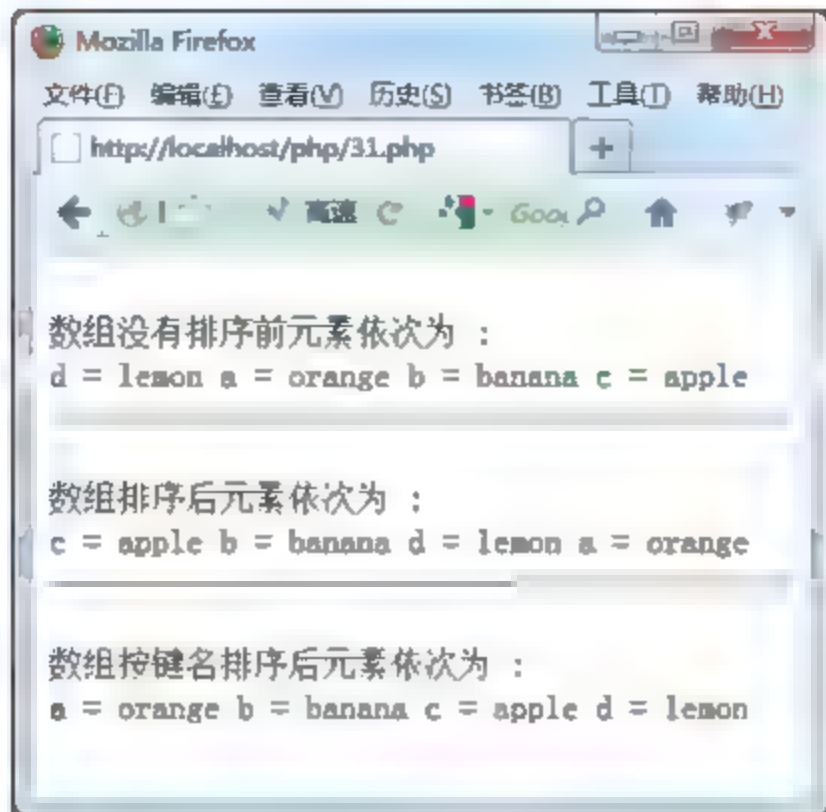 Mozilla Firefox
文件(F) 编辑(E) 查看(V) 历史(S) 书签(B) 工具(T) 帮助(H)
http://localhost/php/31.php
高速
数组没有排序前元素依次为 :
d = lemon a = orange b = banana c = apple
数组排序后元素依次为 :
c = apple b = banana d = lemon a = orange
数组按键名排序后元素依次为 :
a = orange b = banana c = apple d = lemon